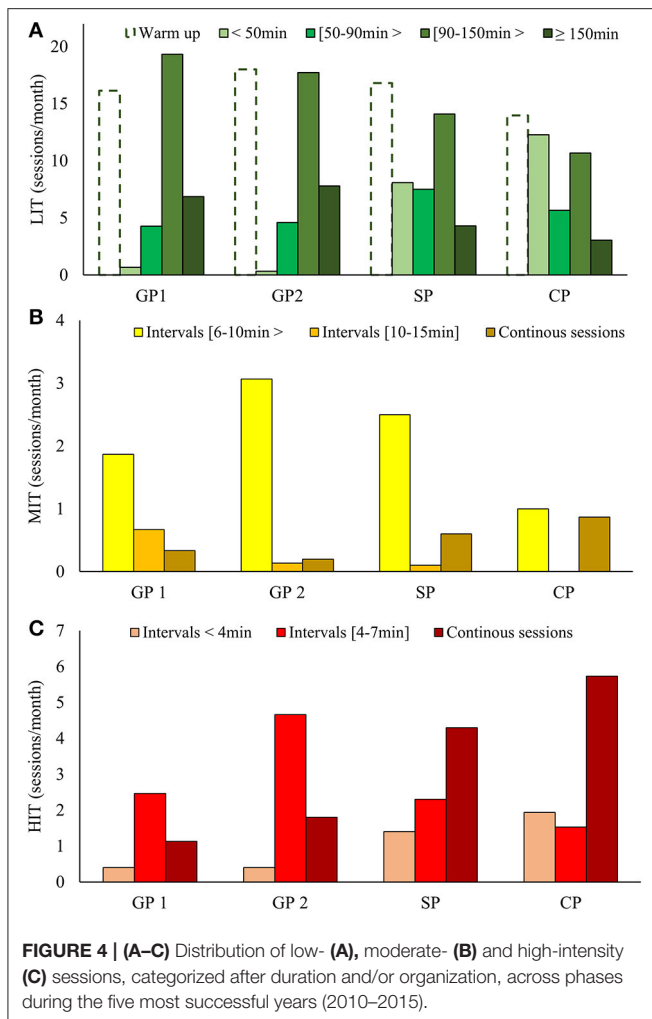 A
Warm up < 50min [50-90min > [90-150min > ≥ 150min
20
15
10
5
0
LIT (sessions/month)
GP1 GP2 SP CP
B
Intervals [6-10min > Intervals [10-15min] Continous sessions
4
3
2
1
0
MIT (sessions/month)
GP 1 GP 2 SP CP
C
Intervals < 4min Intervals [4-7min] Continous sessions
7
6
5
4
3
2
1
0
HIT (sessions/month)
GP 1 GP 2 SP CP
FIGURE 4 | (A–C) Distribution of low- (A), moderate- (B) and high-intensity
(C) sessions, categorized after duration and/or organization, across phases
during the five most successful years (2010–2015).